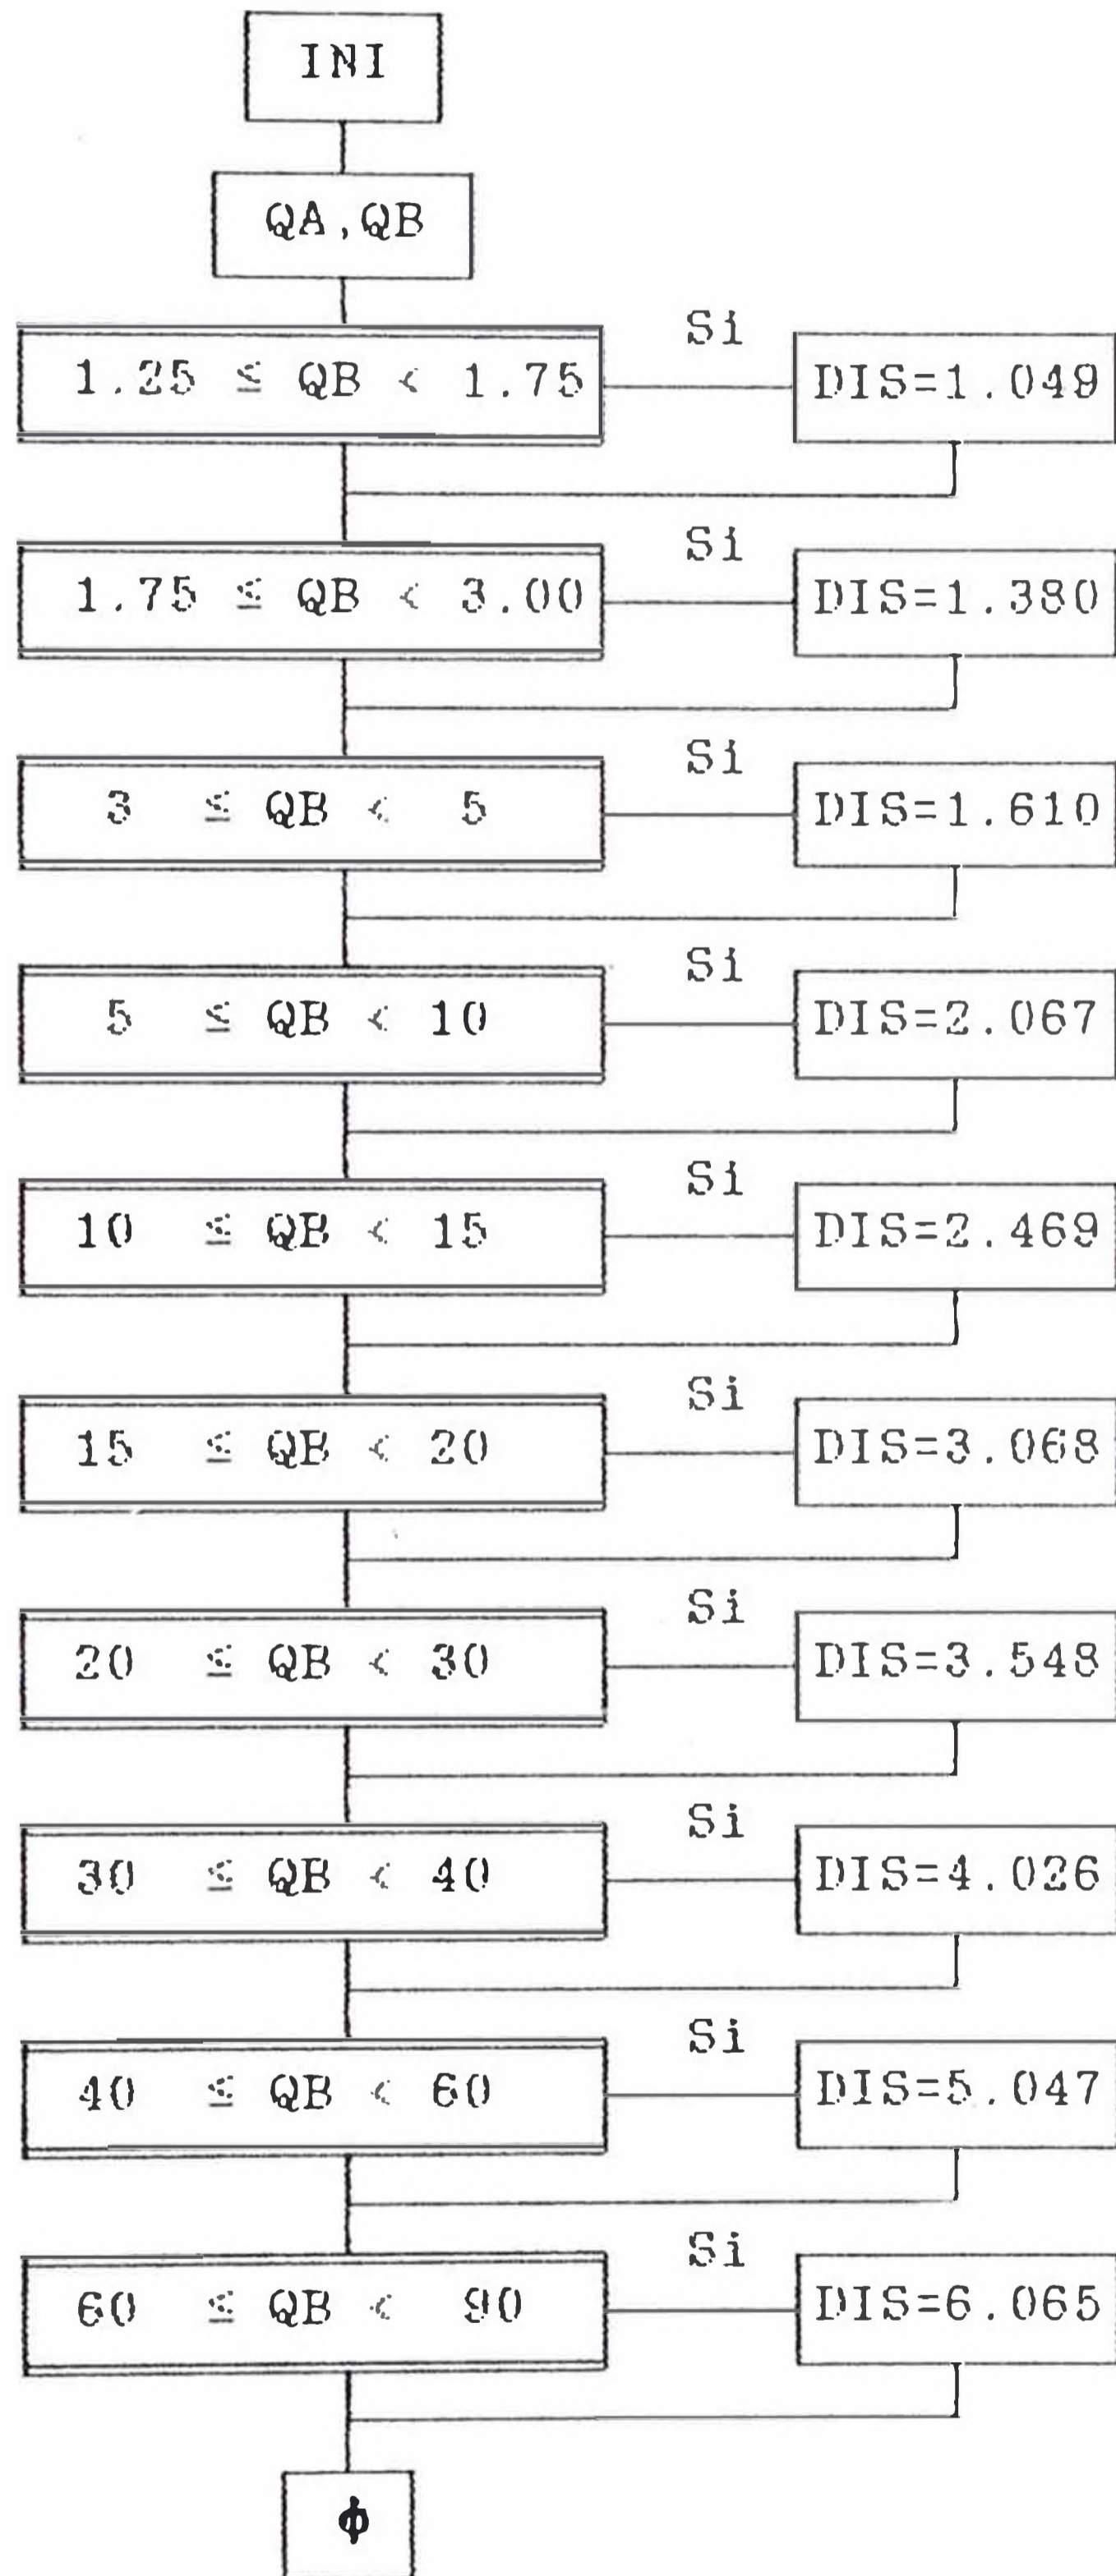 INI
QA,QB
Si
1.25 ≤ QB < 1.75
DIS=1.049
Si
1.75 ≤ QB < 3.00
DIS=1.380
Si
3 ≤ QB < 5
DIS=1.610
Si
5 ≤ QB < 10
DIS=2.067
Si
10 ≤ QB < 15
DIS=2.469
Si
15 ≤ QB < 20
DIS=3.068
Si
20 ≤ QB < 30
DIS=3.548
Si
30 ≤ QB < 40
DIS=4.026
Si
40 ≤ QB < 60
DIS=5.047
Si
60 ≤ QB < 90
DIS=6.065
ϕ